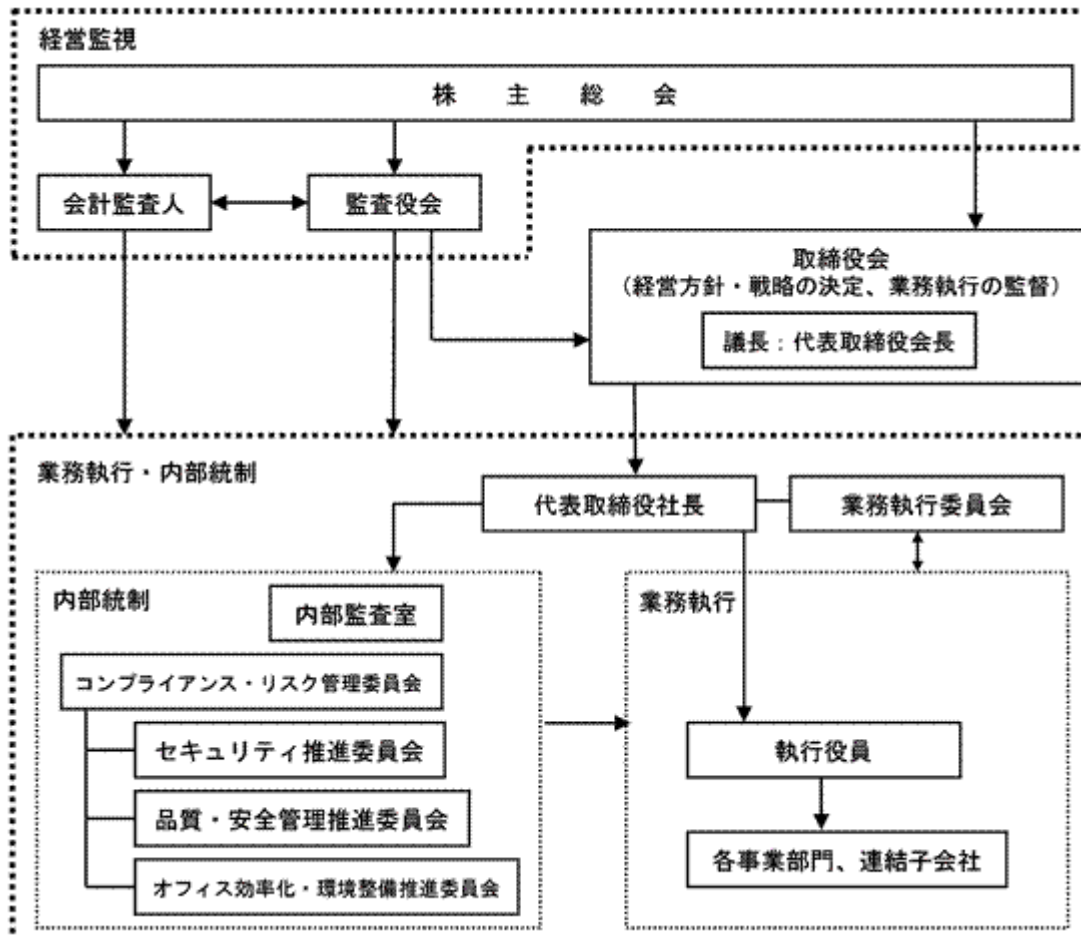 経営監視
株主総会
会計監査人
監査役会
取締役会
(経営方針・戦略の決定、業務執行の監督)
議長：代表取締役会長
業務執行・内部統制
代表取締役社長
業務執行委員会
内部統制
内部監査室
コンプライアンス・リスク管理委員会
セキュリティ推進委員会
品質・安全管理推進委員会
オフィス効率化・環境整備推進委員会
業務執行
執行役員
各事業部門、連結子会社